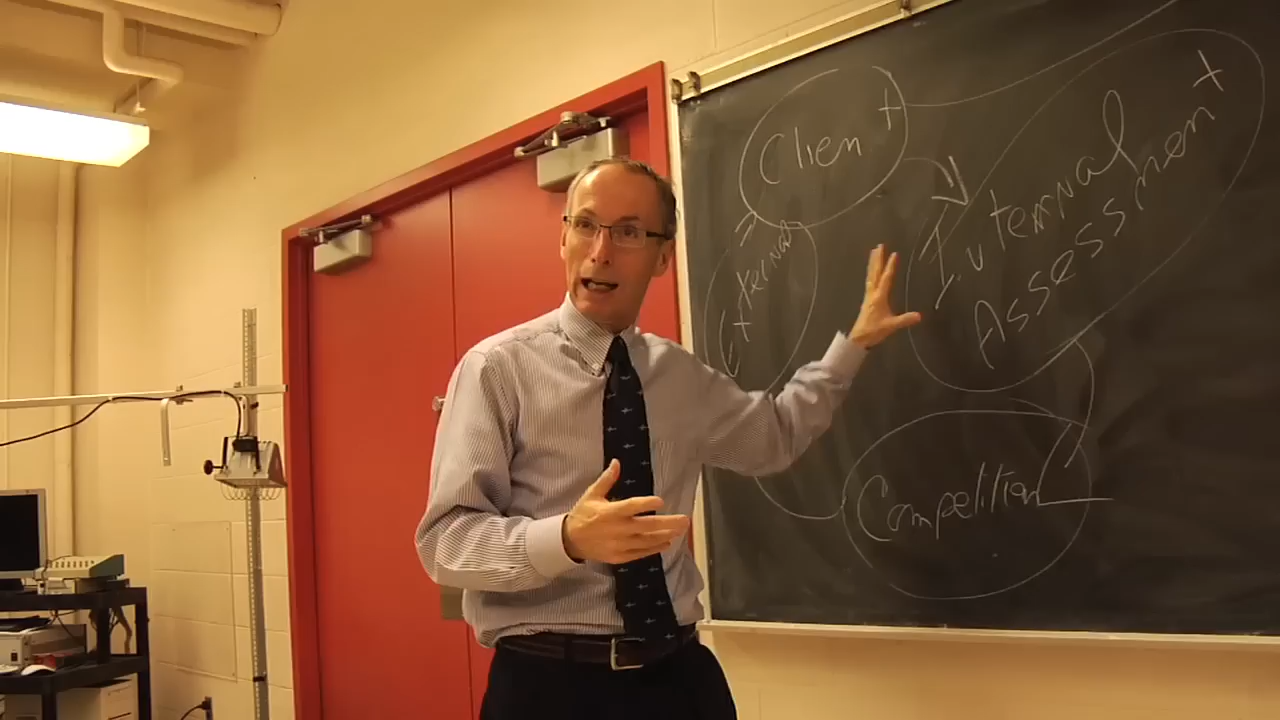 Client +
Internal
Assessment
External
Competition